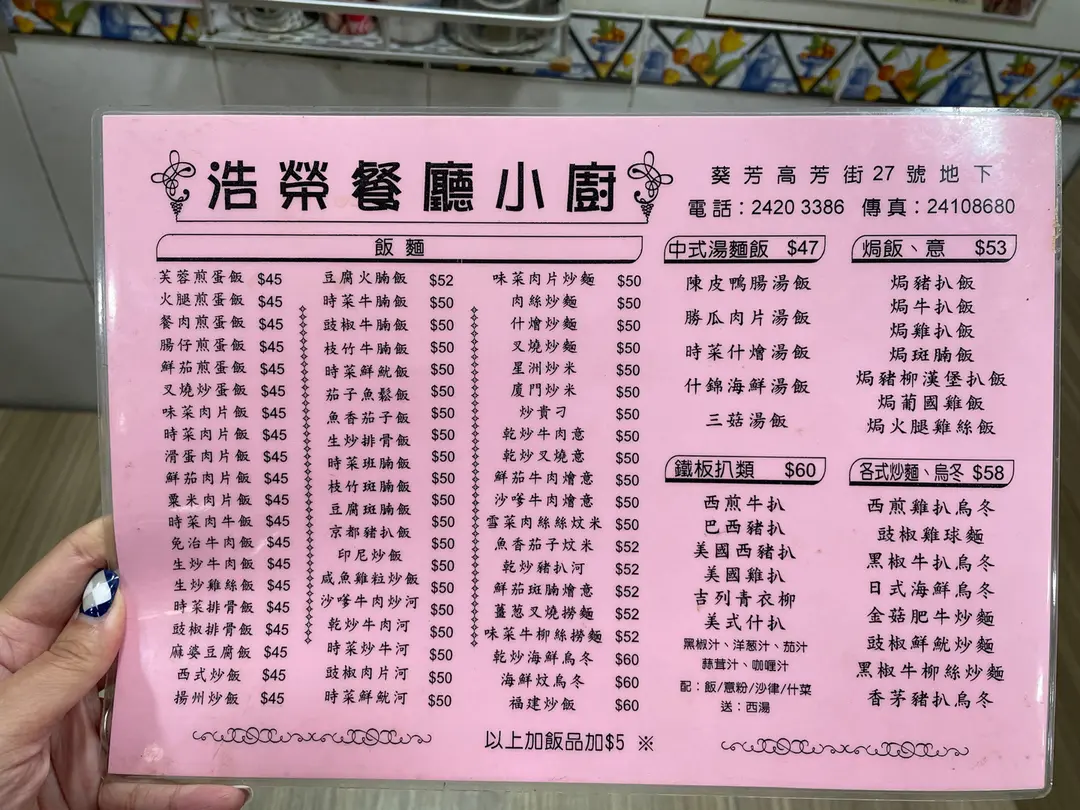 浩榮餐廳小廚
葵芳高芳街27號地下
電話：2420 3386 傳真：24108680
飯麵
芙蓉煎蛋飯 $45
火腿煎蛋飯 $45
餐肉煎蛋飯 $45
腸仔煎蛋飯 $45
鮮茄煎蛋飯 $45
叉燒炒蛋飯 $45
味菜肉片飯 $45
時菜肉片飯 $45
滑蛋肉片飯 $45
鮮茄肉片飯 $45
粟米肉片飯 $45
時菜肉牛飯 $45
免治牛肉飯 $45
生炒牛肉飯 $45
生炒雞絲飯 $45
時菜排骨飯 $45
豉椒排骨飯 $45
麻婆豆腐飯 $45
西式炒飯 $45
揚州炒飯 $45
豆腐火腩飯 $52
時菜牛腩飯 $50
豉椒牛腩飯 $50
枝竹牛腩飯 $50
時菜鮮魷飯 $50
茄子魚鬆飯 $50
魚香茄子飯 $50
生炒排骨飯 $50
時菜斑腩飯 $50
枝竹斑腩飯 $50
豆腐斑腩飯 $50
京都豬扒飯 $50
印尼炒飯 $50
咸魚雞粒炒飯 $50
沙嗲牛肉炒河 $50
乾炒牛肉河 $50
時菜炒牛河 $50
豉椒肉片河 $50
時菜鮮魷河 $50
味菜肉片炒麵 $50
肉絲炒麵 $50
什燴炒麵 $50
叉燒炒麵 $50
星洲炒米 $50
廈門炒米 $50
炒貴刁 $50
乾炒牛肉意 $50
乾炒叉燒意 $50
鮮茄牛肉燴意 $50
沙嗲牛肉燴意 $50
雪菜肉絲絲炆米 $50
魚香茄子炆米 $52
乾炒豬扒河 $52
鮮茄斑腩燴意 $52
薑葱叉燒撈麵 $52
味菜牛柳絲撈麵 $52
乾炒海鮮烏冬 $60
海鮮炆烏冬 $60
福建炒飯 $60
以上加飯品加$5 ※
中式湯麵飯 $47
陳皮鴨腸湯飯
勝瓜肉片湯飯
時菜什燴湯飯
什錦海鮮湯飯
三菇湯飯
鐵板扒類 $60
西煎牛扒
巴西豬扒
美國西豬扒
美國雞扒
吉列青衣柳
美式什扒
黑椒汁、洋葱汁、茄汁
蒜茸汁、咖喱汁
配：飯/意粉/沙律/什菜
送：西湯
焗飯、意 $53
焗豬扒飯
焗牛扒飯
焗雞扒飯
焗斑腩飯
焗豬柳漢堡扒飯
焗葡國雞飯
焗火腿雞絲飯
各式炒麵、烏冬 $58
西煎雞扒烏冬
豉椒雞球麵
黑椒牛扒烏冬
日式海鮮烏冬
金菇肥牛炒麵
豉椒鮮魷炒麵
黑椒牛柳絲炒麵
香茅豬扒烏冬